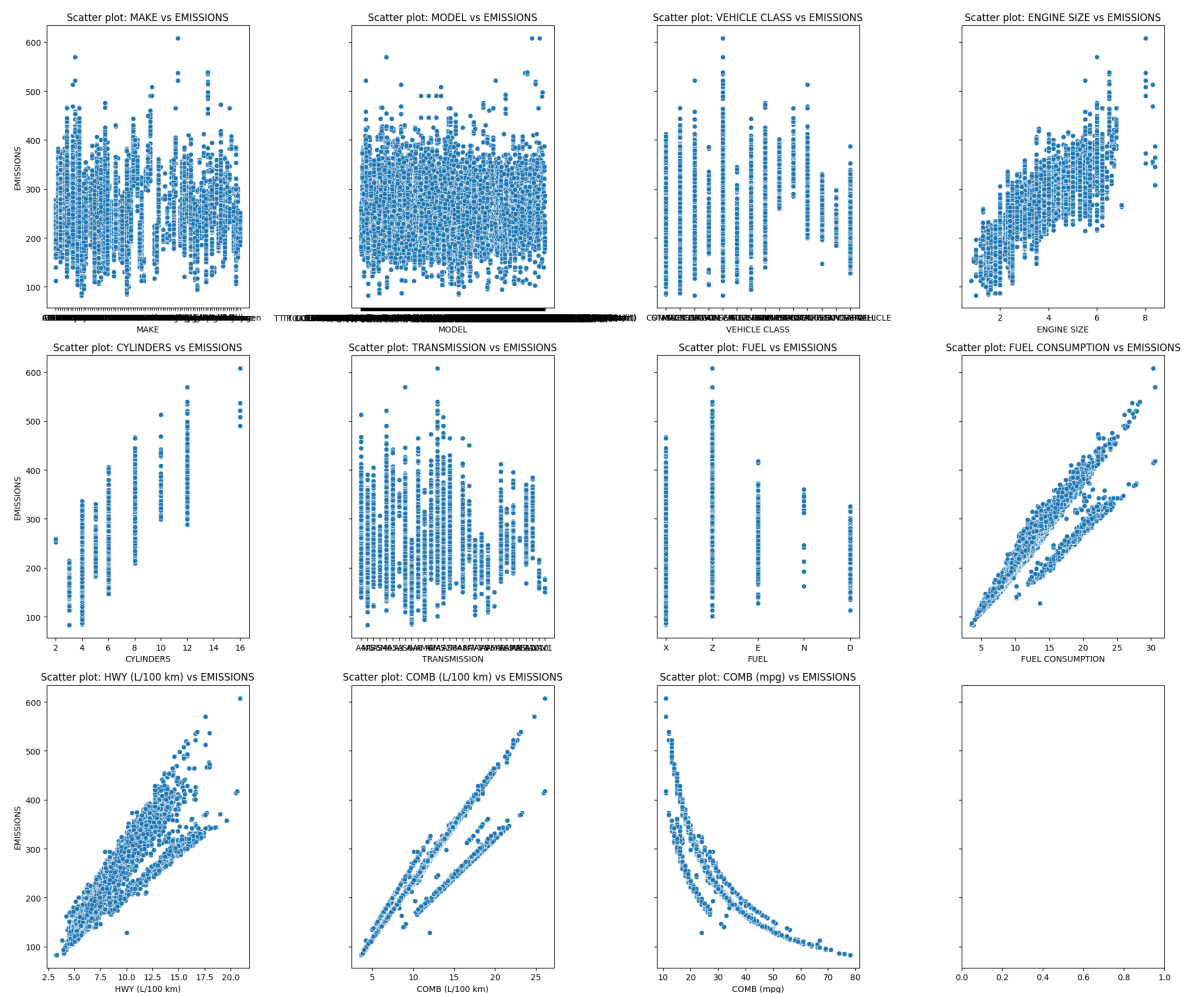 Scatter plot: MAKE vs EMISSIONS
Scatter plot: MODEL vs EMISSIONS
Scatter plot: VEHICLE CLASS vs EMISSIONS
Scatter plot: ENGINE SIZE vs EMISSIONS
600
500
400
300
200
100
EMISSIONS
2 4 6 8
MAKE
MODEL
VEHICLE CLASS
ENGINE SIZE
Scatter plot: CYLINDERS vs EMISSIONS
Scatter plot: TRANSMISSION vs EMISSIONS
Scatter plot: FUEL vs EMISSIONS
Scatter plot: FUEL CONSUMPTION vs EMISSIONS
600
500
400
300
200
100
EMISSIONS
2 4 6 8 10 12 14 16
X Z E N D
5 10 15 20 25 30
CYLINDERS
TRANSMISSION
FUEL
FUEL CONSUMPTION
Scatter plot: HWY (L/100 km) vs EMISSIONS
Scatter plot: COMB (L/100 km) vs EMISSIONS
Scatter plot: COMB (mpg) vs EMISSIONS
600
500
400
300
200
100
EMISSIONS
2.5 5.0 7.5 10.0 12.5 15.0 17.5 20.0
5 10 15 20 25
10 20 30 40 50 60 70 80
0.0 0.2 0.4 0.6 0.8 1.0
HWY (L/100 km)
COMB (L/100 km)
COMB (mpg)